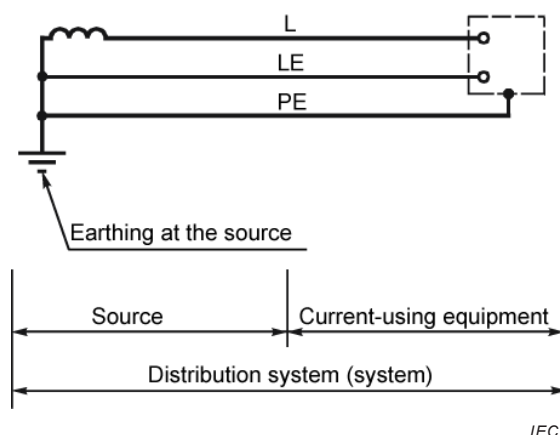 L
LE
PE
Earthing at the source
Source
Current-using equipment
Distribution system (system)
IEC